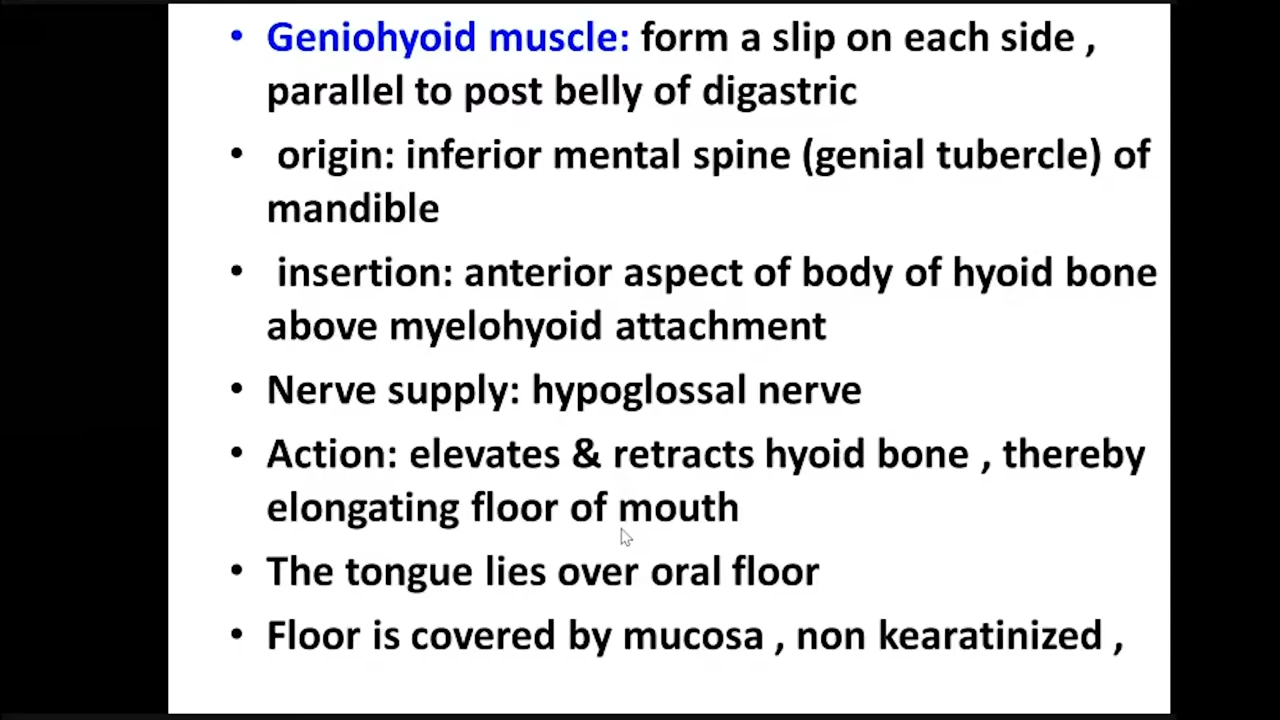 • Geniohyoid muscle: form a slip on each side ,
parallel to post belly of digastric
• origin: inferior mental spine (genial tubercle) of
mandible
• insertion: anterior aspect of body of hyoid bone
above myelohyoid attachment
• Nerve supply: hypoglossal nerve
• Action: elevates & retracts hyoid bone , thereby
elongating floor of mouth
• The tongue lies over oral floor
• Floor is covered by mucosa , non kearatinized ,